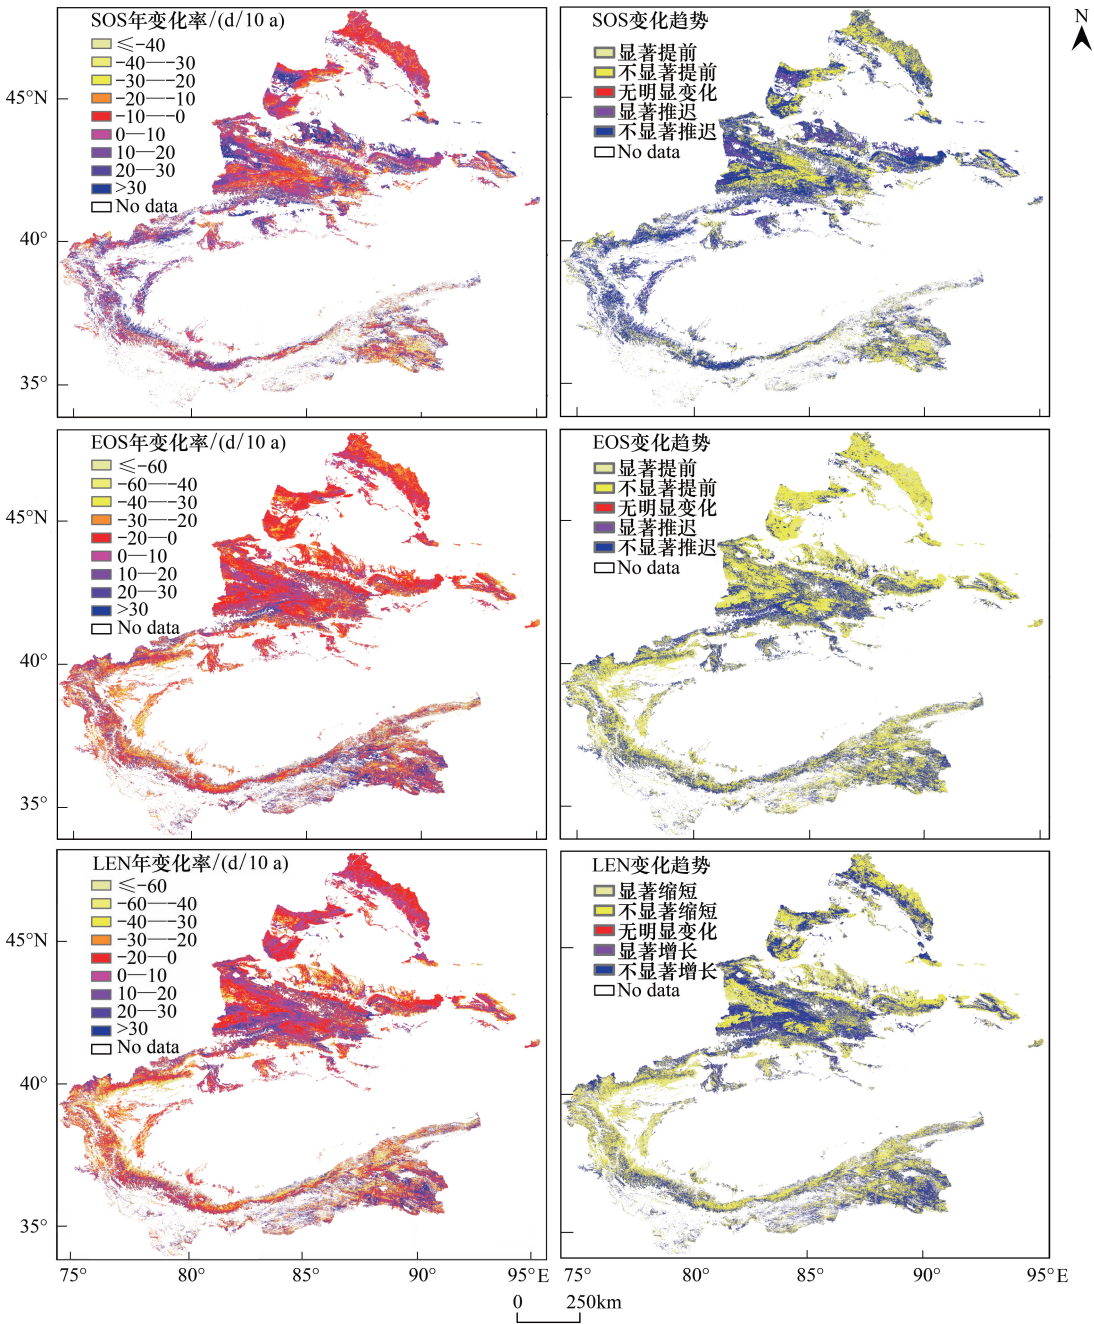 SOS年变化率/(d/10 a)
≤-40
-40—-30
-30—-20
-20—-10
-10—0
0—10
10—20
20—30
>30
No data
45°N
40°
35°
SOS变化趋势
显著提前
不显著提前
无明显变化
显著推迟
不显著推迟
No data
N
EOS年变化率/(d/10 a)
≤-60
-60—-40
-40—-30
-30—-20
-20—0
0—10
10—20
20—30
>30
No data
45°N
40°
35°
EOS变化趋势
显著提前
不显著提前
无明显变化
显著推迟
不显著推迟
No data
LEN年变化率/(d/10 a)
≤-60
-60—-40
-40—-30
-30—-20
-20—0
0—10
10—20
20—30
>30
No data
45°N
40°
35°
LEN变化趋势
显著缩短
不显著缩短
无明显变化
显著增长
不显著增长
No data
75° 80° 85° 90° 95°E
75° 80° 85° 90° 95°E
0 250km